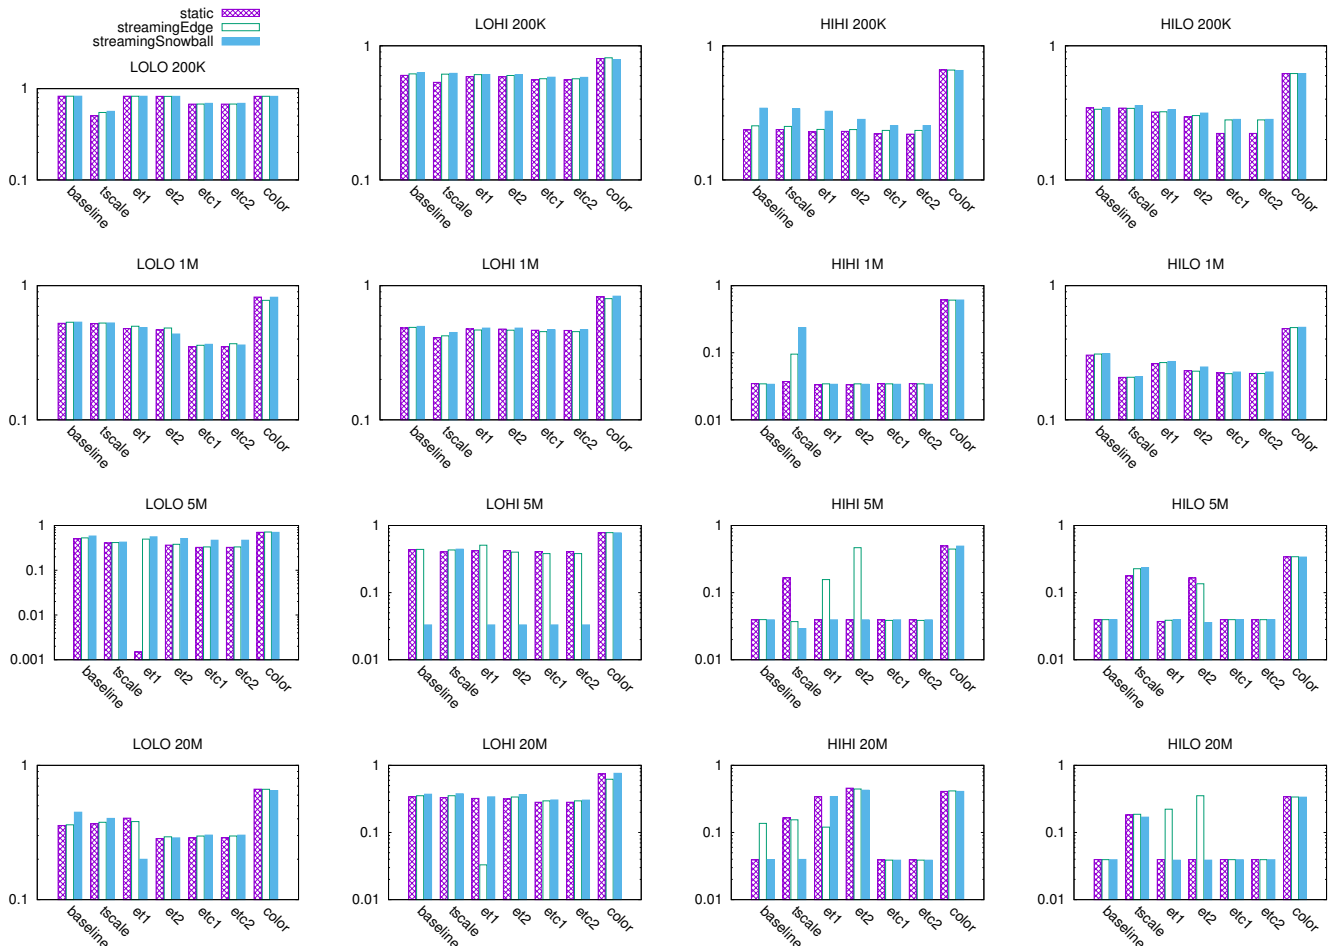 static
streamingEdge
streamingSnowball
LOLO 200K
1
0.1
baseline
tscale
et1
et2
etc1
etc2
color
LOHI 200K
1
0.1
baseline
tscale
et1
et2
etc1
etc2
color
HIHI 200K
1
0.1
baseline
tscale
et1
et2
etc1
etc2
color
HILO 200K
1
0.1
baseline
tscale
et1
et2
etc1
etc2
color
LOLO 1M
1
0.1
baseline
tscale
et1
et2
etc1
etc2
color
LOHI 1M
1
0.1
baseline
tscale
et1
et2
etc1
etc2
color
HIHI 1M
1
0.1
0.01
baseline
tscale
et1
et2
etc1
etc2
color
HILO 1M
1
0.1
baseline
tscale
et1
et2
etc1
etc2
color
LOLO 5M
1
0.1
0.01
0.001
baseline
tscale
et1
et2
etc1
etc2
color
LOHI 5M
1
0.1
0.01
baseline
tscale
et1
et2
etc1
etc2
color
HIHI 5M
1
0.1
0.01
baseline
tscale
et1
et2
etc1
etc2
color
HILO 5M
1
0.1
0.01
baseline
tscale
et1
et2
etc1
etc2
color
LOLO 20M
1
0.1
baseline
tscale
et1
et2
etc1
etc2
color
LOHI 20M
1
0.1
0.01
baseline
tscale
et1
et2
etc1
etc2
color
HIHI 20M
1
0.1
0.01
baseline
tscale
et1
et2
etc1
etc2
color
HILO 20M
1
0.1
0.01
baseline
tscale
et1
et2
etc1
etc2
color